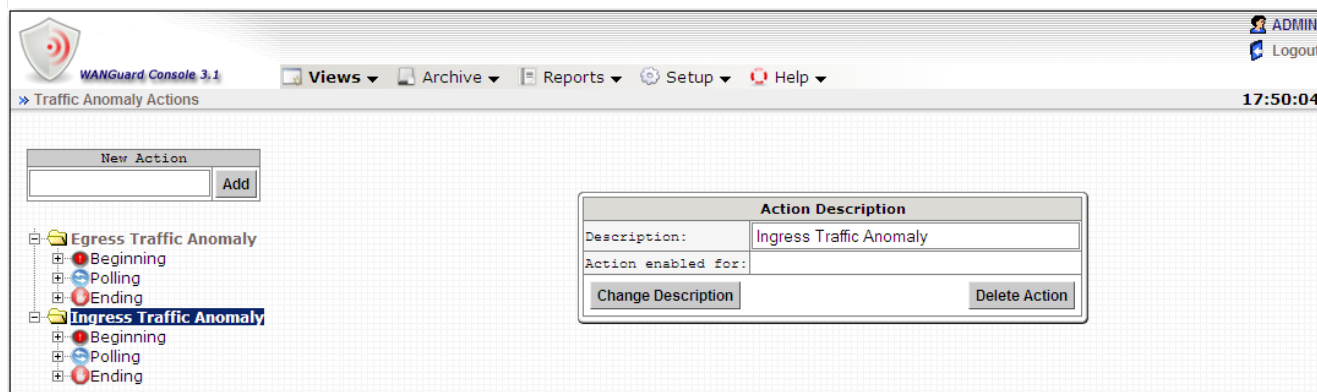 ADMIN
Logout
WANGuard Console 3.1
Views Archive Reports Setup Help
» Traffic Anomaly Actions
17:50:04
New Action
Add
Egress Traffic Anomaly
Beginning
Polling
Ending
Ingress Traffic Anomaly
Beginning
Polling
Ending
Action Description
Description: Ingress Traffic Anomaly
Action enabled for:
Change Description Delete Action